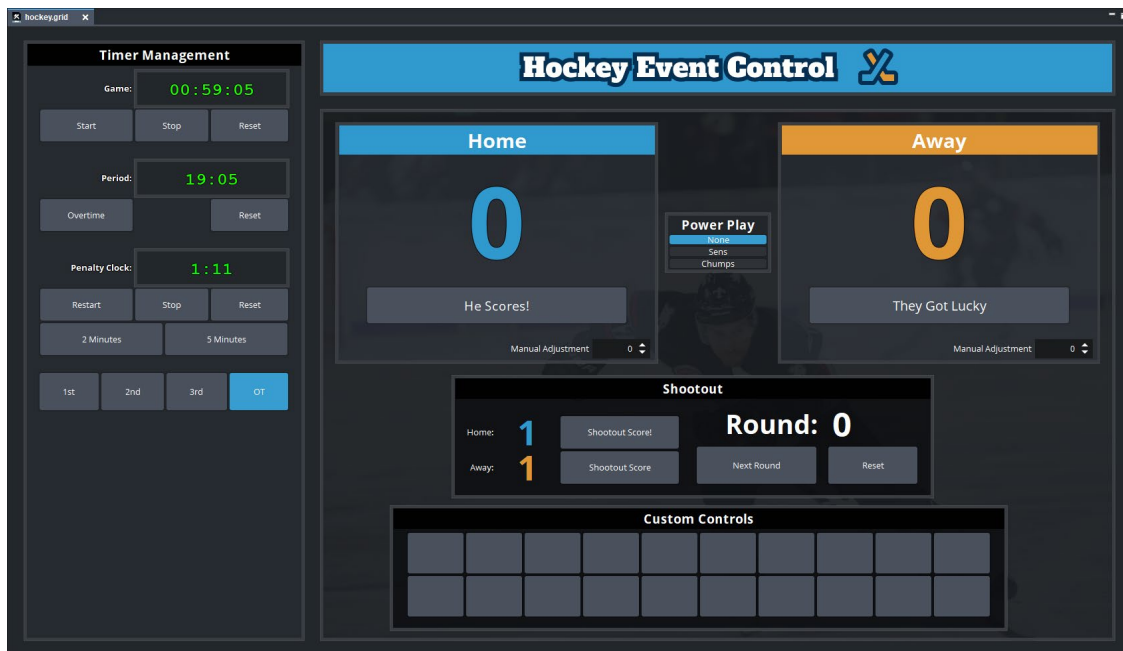 hockey.grid
Timer Management
Game: 00:59:05
Start Stop Reset
Period: 19:05
Overtime Reset
Penalty Clock: 1:11
Restart Stop Reset
2 Minutes 5 Minutes
1st 2nd 3rd OT
Hockey Event Control
Home
0
He Scores!
Manual Adjustment 0
Power Play
None
Sens
Chumps
Away
0
They Got Lucky
Manual Adjustment 0
Shootout
Home: 1 Shootout Score!
Away: 1 Shootout Score
Round: 0
Next Round Reset
Custom Controls